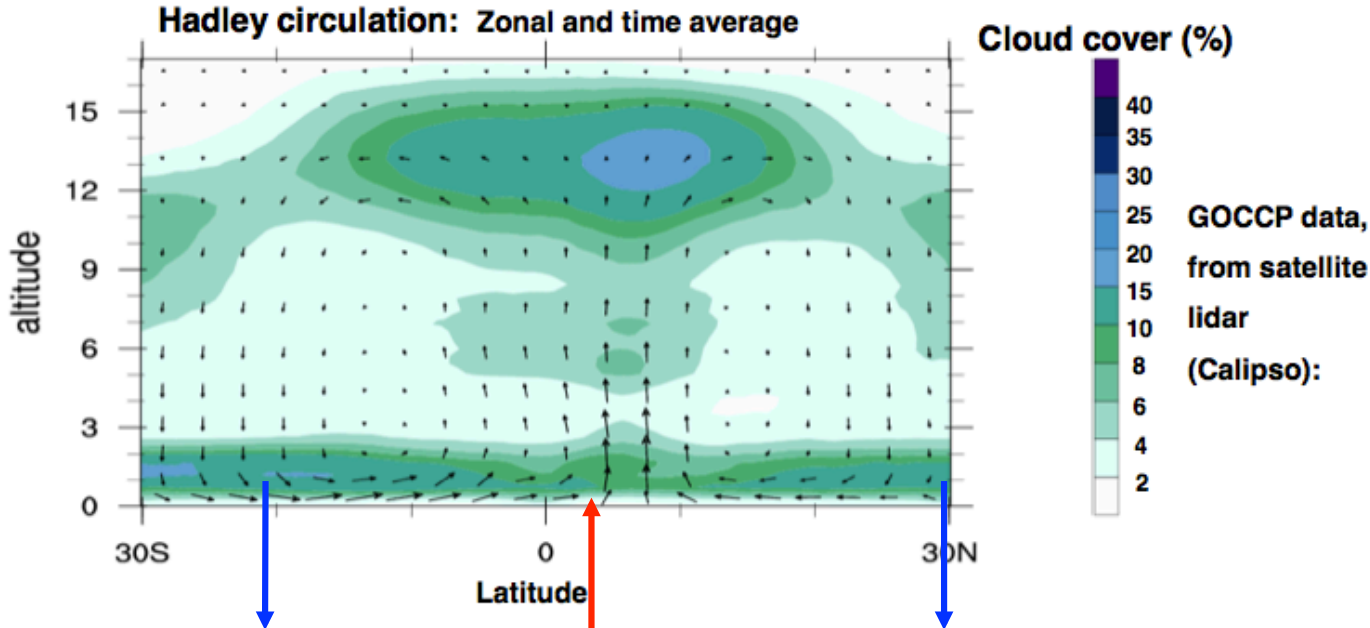 Hadley circulation: Zonal and time average
Cloud cover (%)
altitude
15
12
9
6
3
0
30S
0
30N
Latitude
40
35
30
25
20
15
10
8
6
4
2
GOCCP data,
from satellite
lidar
(Calipso):